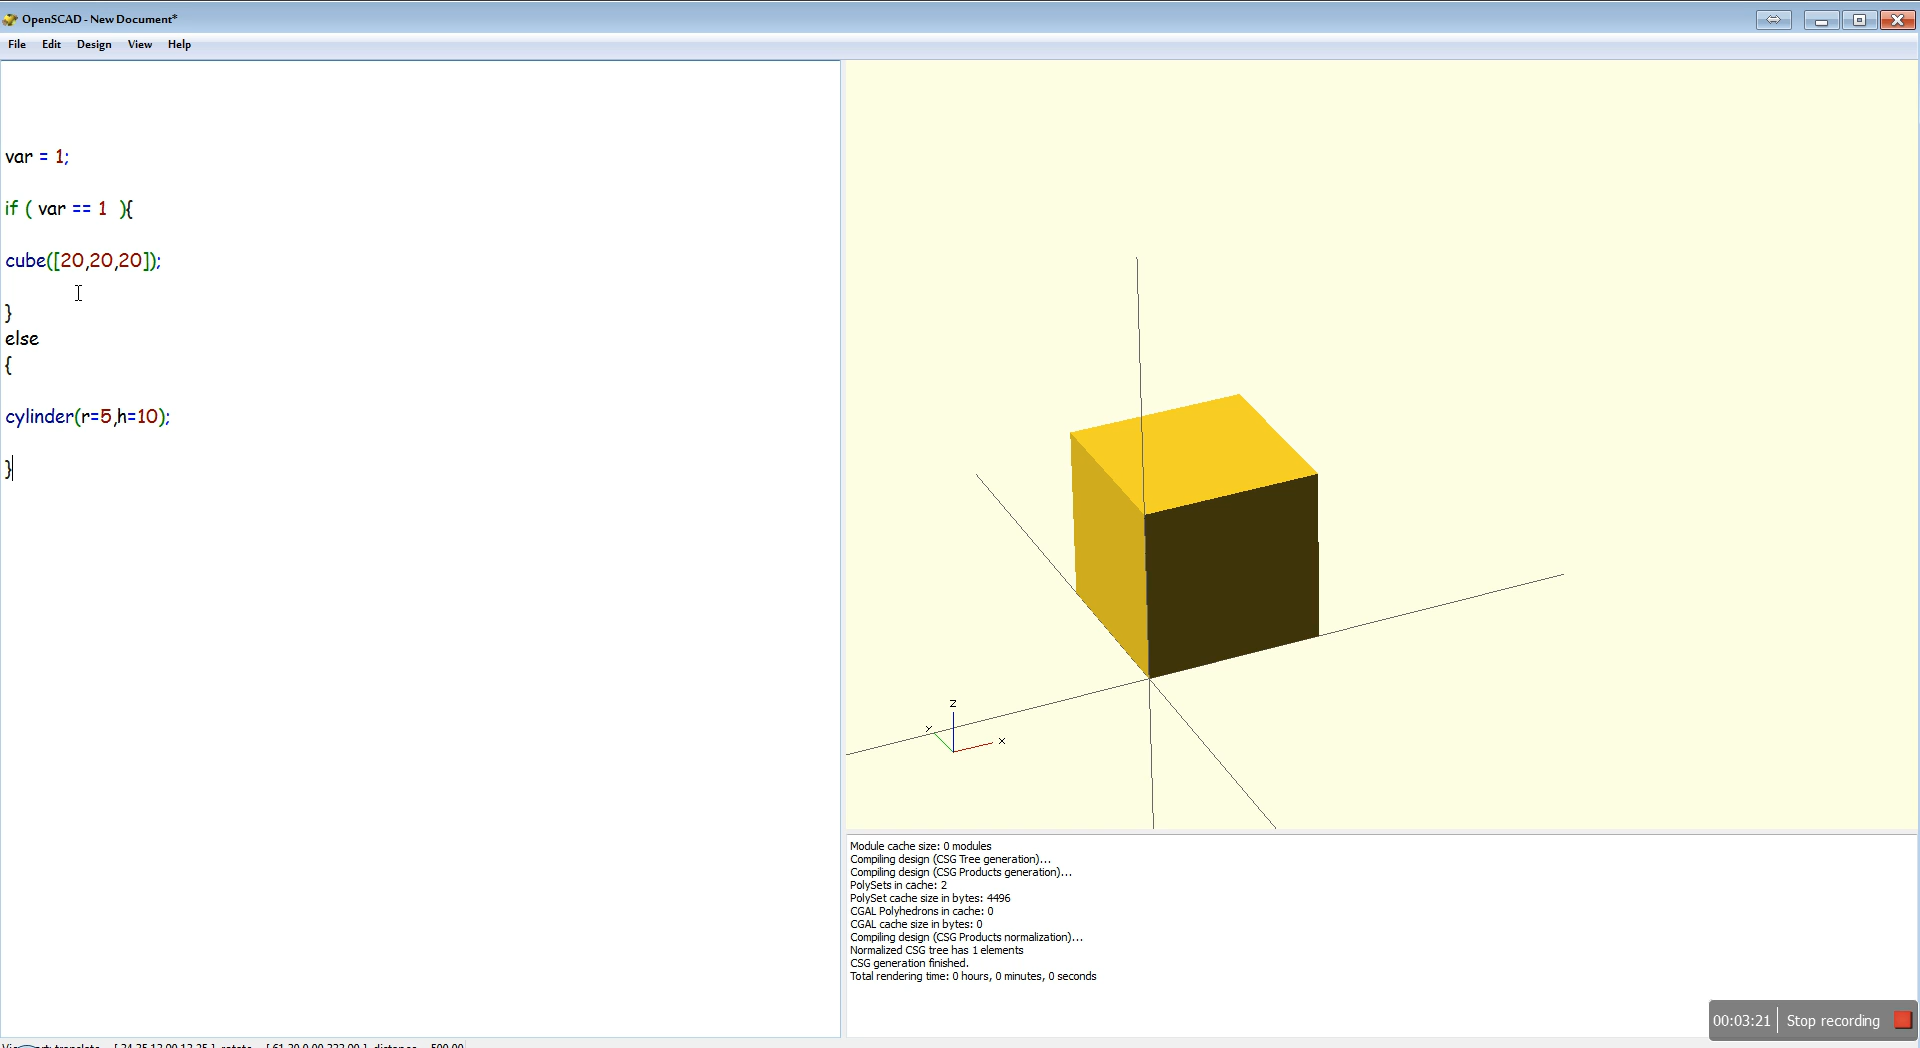 OpenSCAD - New Document*
File Edit Design View Help
var = 1;
if ( var == 1 ){
cube([20,20,20]);
}
else
{
cylinder(r=5,h=10);
}
Z
Y
X
Module cache size: 0 modules
Compiling design (CSG Tree generation)...
Compiling design (CSG Products generation)...
PolySets in cache: 2
PolySet cache size in bytes: 4496
CGAL Polyhedrons in cache: 0
CGAL cache size in bytes: 0
Compiling design (CSG Products normalization)...
Normalized CSG tree has 1 elements
CSG generation finished.
Total rendering time: 0 hours, 0 minutes, 0 seconds
00:03:21 Stop recording